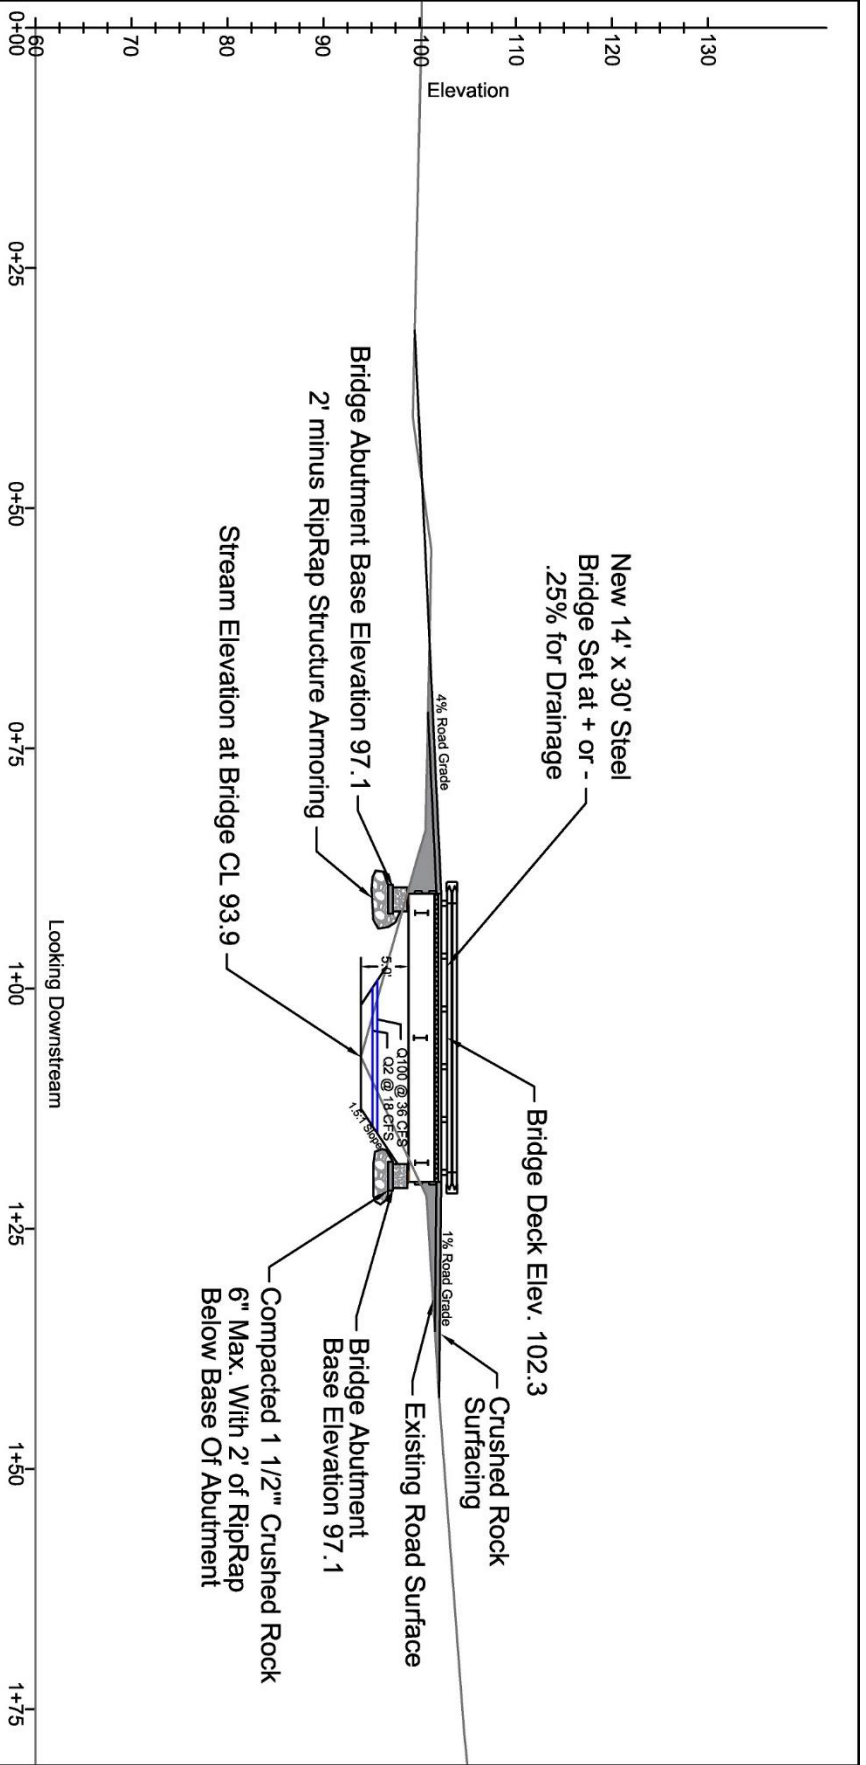 130
120
110
100
90
80
70
60
Elevation
New 14' x 30' Steel
Bridge Set at + or -
.25% for Drainage
Bridge Deck Elev. 102.3
Crushed Rock
Surfacing
4% Road Grade
1% Road Grade
Existing Road Surface
Bridge Abutment Base Elevation 97.1
2' minus RipRap Structure Armoring
5.0'
Q100 @ 36 CFS
Q2 @ 18 CFS
1.5:1 Slope
Bridge Abutment
Base Elevation 97.1
Compacted 1 1/2"' Crushed Rock
6" Max. With 2' of RipRap
Below Base Of Abutment
Stream Elevation at Bridge CL 93.9
Looking Downstream
0+00
0+25
0+50
0+75
1+00
1+25
1+50
1+75